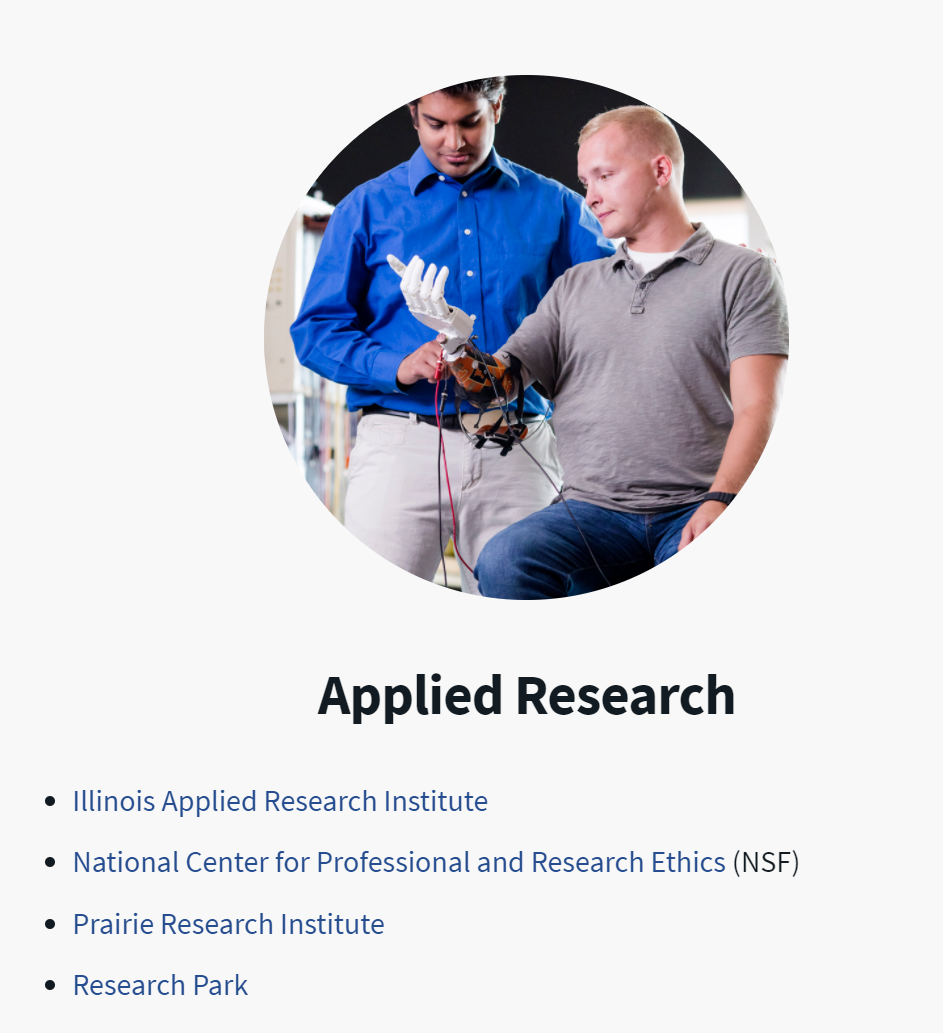 Applied Research
Illinois Applied Research Institute
National Center for Professional and Research Ethics (NSF)
Prairie Research Institute
Research Park